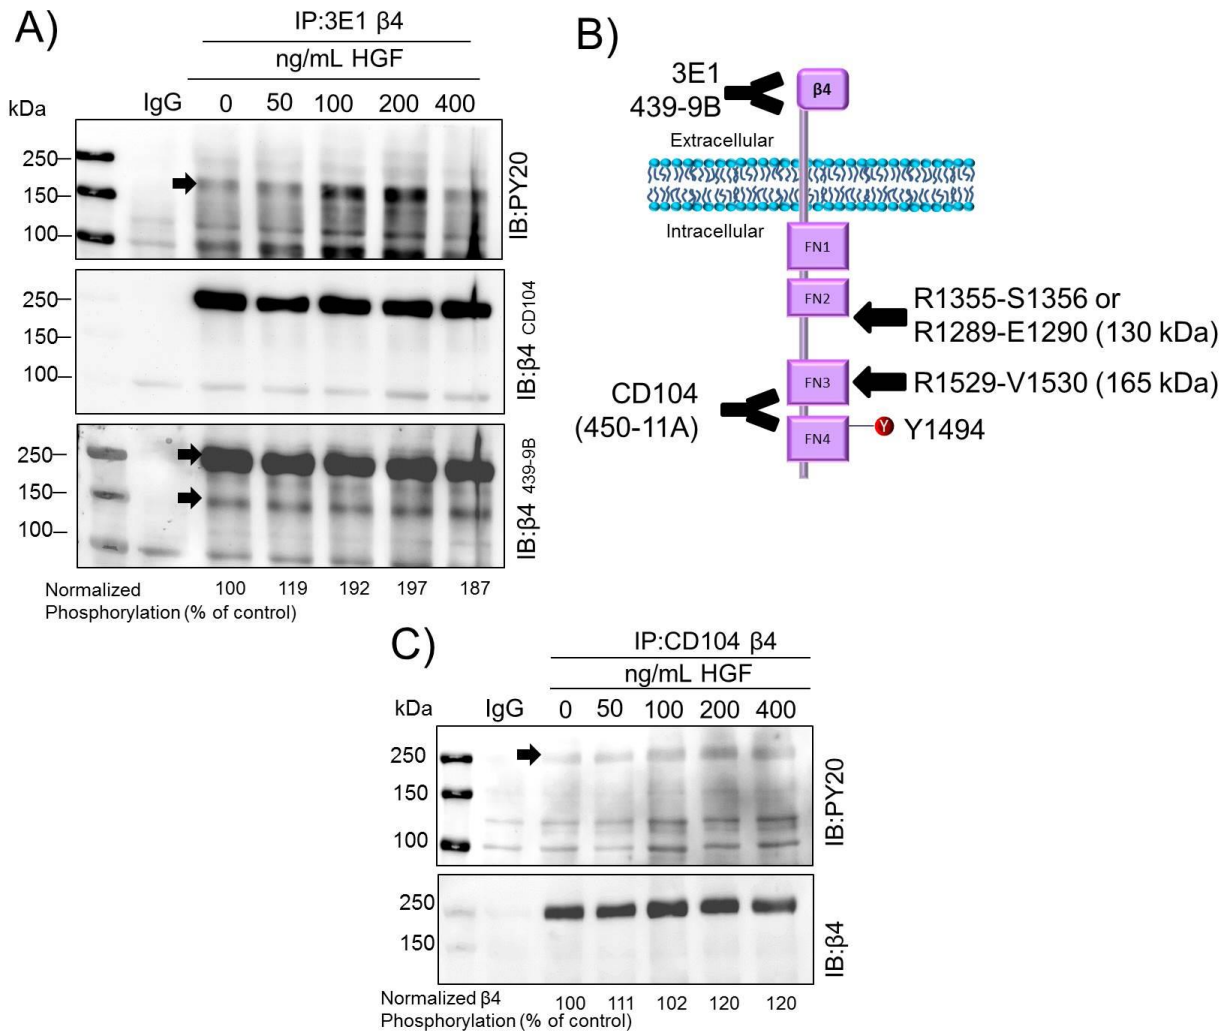 A)
IP:3E1 β4
ng/mL HGF
kDa
IgG 0 50 100 200 400
250
150
100
IB:PY20
250
150
100
IB:β4 CD104
250
150
100
IB:β4 439-9B
Normalized
Phosphorylation (% of control)
100 119 192 197 187
B)
3E1
439-9B
β4
Extracellular
Intracellular
FN1
FN2
R1355-S1356 or
R1289-E1290 (130 kDa)
FN3
R1529-V1530 (165 kDa)
CD104
(450-11A)
FN4
Y
Y1494
C)
IP:CD104 β4
ng/mL HGF
kDa
IgG 0 50 100 200 400
250
150
100
IB:PY20
250
150
IB:β4
Normalized β4
Phosphorylation (% of control)
100 111 102 120 120